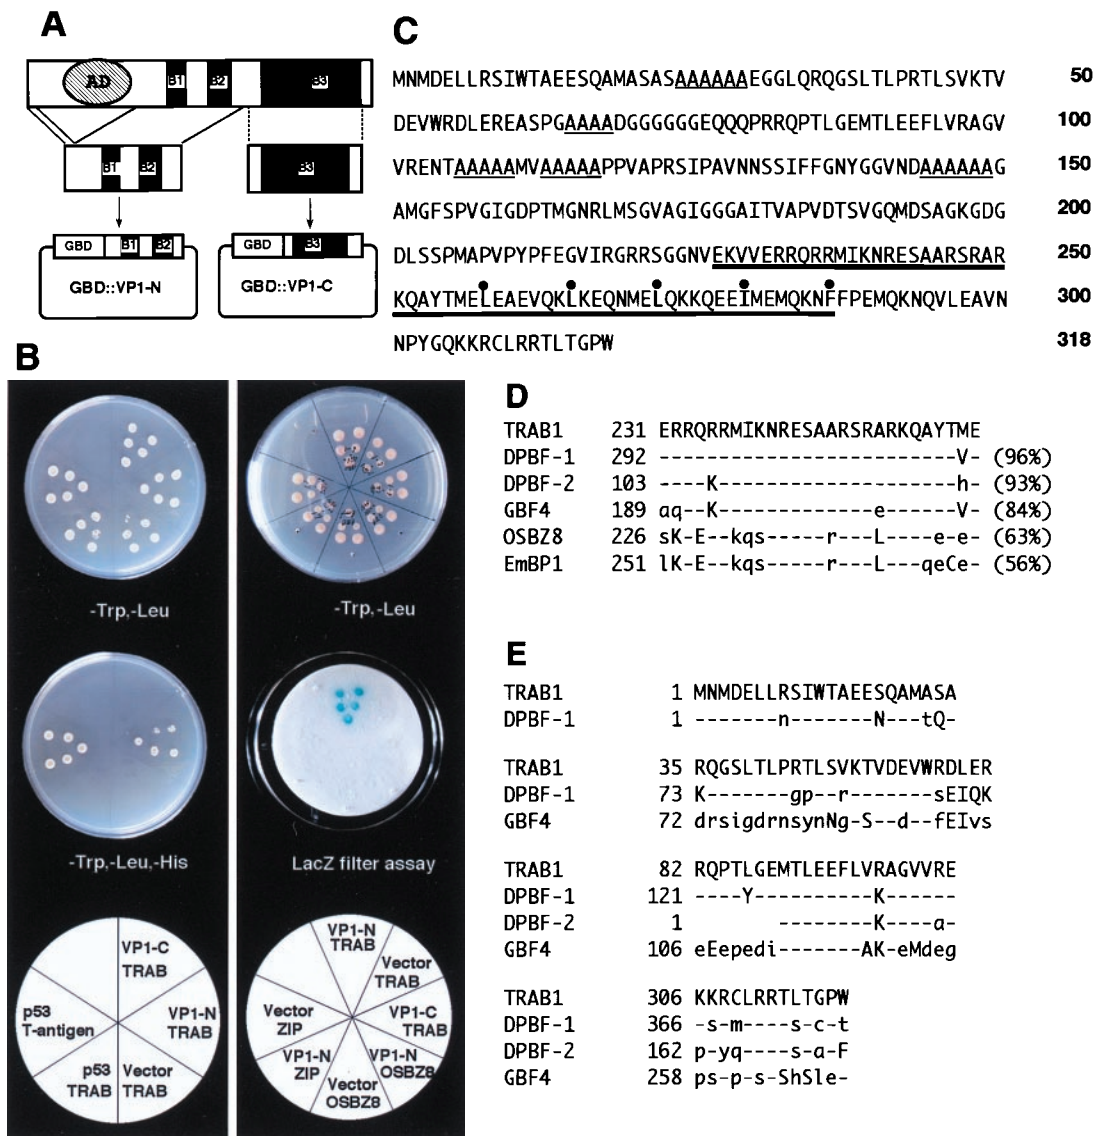 A
AD
B1
B2
B3
B1
B2
B3
GBD
B1
B2
GBD
B3
GBD::VP1-N
GBD::VP1-C
C
MNMDELLRSIWTAEESQAMASASAAAAAAEGGLQRQGSLTLPRTLSVKTV 50
DEVWRDLEREASPGAAAADGGGGGGEQQQPRRQPTLGEMTLEEFLVRAGV 100
VRENTAAAAAMVAAAAAPPVAPRSIPAVNNSSIFFGNYGGVNDAAAAAAG 150
AMGFSPVGIGDPTMGNRLMSGVAGIGGGAITVAPVDTSVGQMDSAGKGDG 200
DLSSPMAPVPYPFEGVIRGRRSGGNVEKVVERRQRRMIKNRESAARSRAR 250
KQAYTMELEAEVQKLKEQNMELQKKQEEIMEMQKNFFPEMQKNQVLEAVN 300
NPYGQKKRCLRRTLTGPW 318
B
-Trp,-Leu
-Trp,-Leu
-Trp,-Leu,-His
LacZ filter assay
VP1-C
TRAB
VP1-N
TRAB
Vector
TRAB
p53
TRAB
p53
T-antigen
VP1-N
TRAB
Vector
TRAB
VP1-C
TRAB
VP1-N
OSBZ8
Vector
OSBZ8
VP1-N
ZIP
Vector
ZIP
D
TRAB1 231 ERRQRRMIKNRESAARSRARKQAYTME
DPBF-1 292 -------------------------V- (96%)
DPBF-2 103 ----K--------------------h- (93%)
GBF4 189 aq--K--------------e------V- (84%)
OSBZ8 226 sK-E--kqs------r---L----e-e- (63%)
EmBP1 251 lK-E--kqs------r---L---qeCe- (56%)
E
TRAB1 1 MNMDELLRSIWTAEESQAMASA
DPBF-1 1 -------n-------N---tQ-
TRAB1 35 RQGSLTLPRTLSVKTVDEVWRDLER
DPBF-1 73 K-------gp--r-------sEIQK
GBF4 72 drsigdrnsynNg-S--d--fEIvs
TRAB1 82 RQPTLGEMTLEEFLVRAGVVRE
DPBF-1 121 ----Y----------K------
DPBF-2 1 --------K----a-
GBF4 106 eEepedi-------AK-eMdeg
TRAB1 306 KKRCLRRTLTGPW
DPBF-1 366 -s-m----s-c-t
DPBF-2 162 p-yq----s-a-F
GBF4 258 ps-p-s-ShSle-